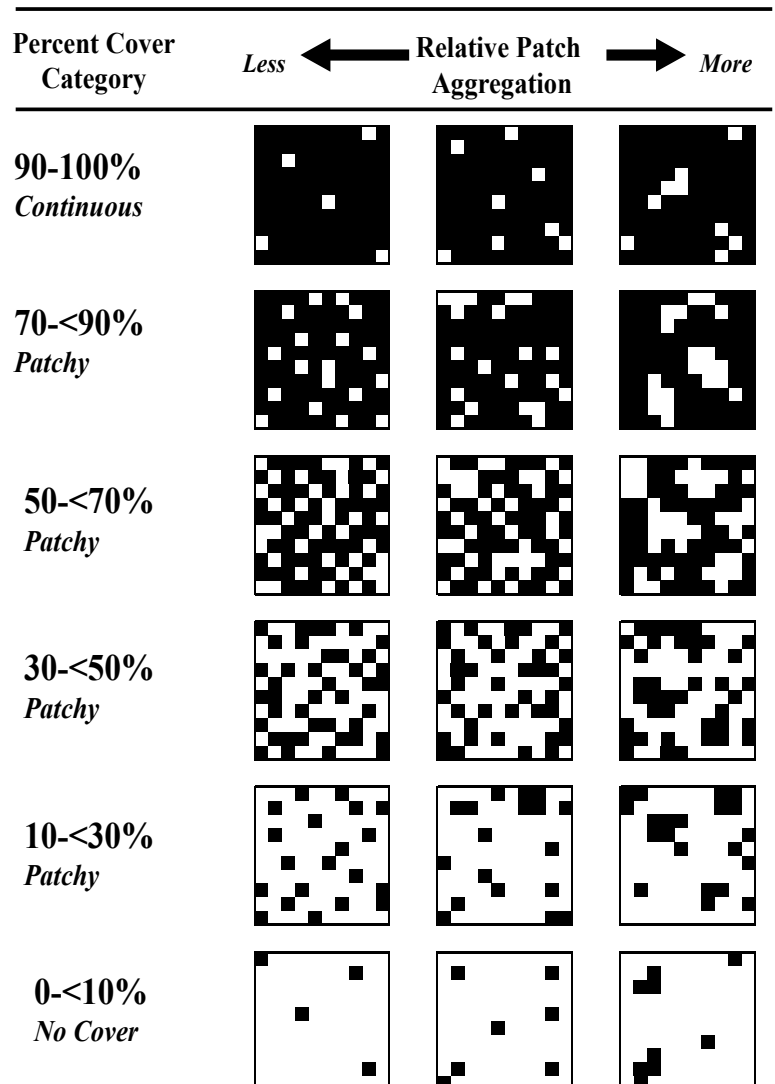 Percent Cover
Category
Less
Relative Patch
Aggregation
More
90-100%
Continuous
70-<90%
Patchy
50-<70%
Patchy
30-<50%
Patchy
10-<30%
Patchy
0-<10%
No Cover